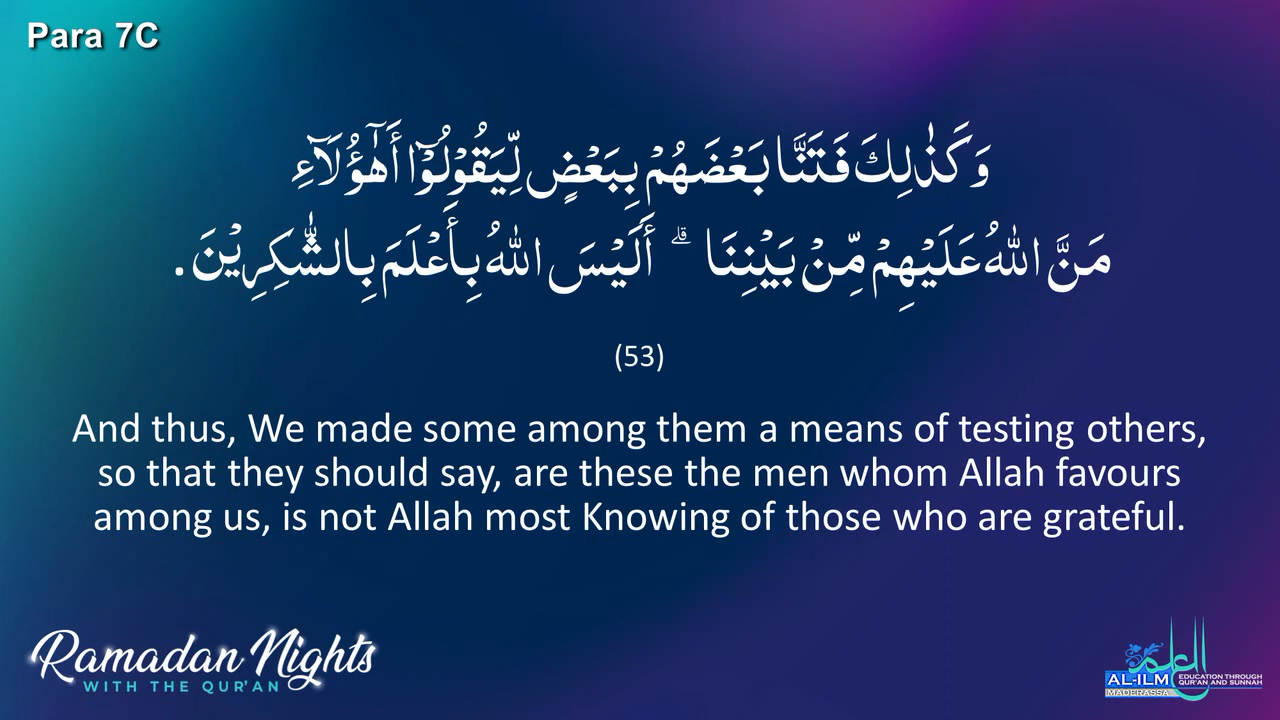 Para 7C
وَكَذٰلِكَ فَتَنَّا بَعْضَهُمْ بِبَعْضٍ لِّيَقُوْلُوْٓا أَهٰٓؤُلَآءِ
مَنَّ اللهُ عَلَيْهِمْ مِّنْ بَيْنِنَا ۗ أَلَيْسَ اللهُ بِأَعْلَمَ بِالشّٰكِرِيْنَ .
(53)
And thus, We made some among them a means of testing others,
so that they should say, are these the men whom Allah favours
among us, is not Allah most Knowing of those who are grateful.
Ramadan Nights
WITH THE QUR'AN
العلم
AL-ILM
MADERASSA
EDUCATION THROUGH
QUR'AN AND SUNNAH